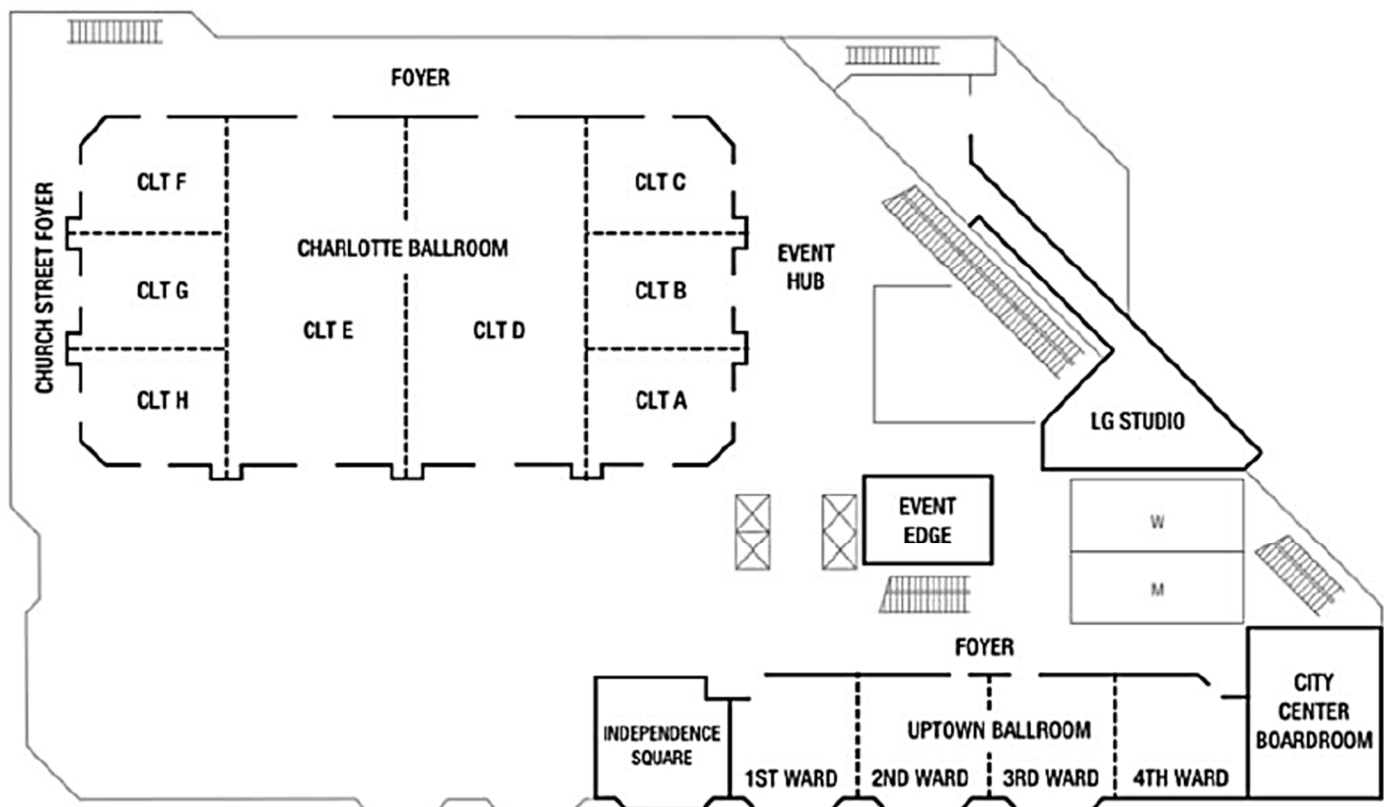 FOYER
CHURCH STREET FOYER
CLT F
CLT C
CHARLOTTE BALLROOM
EVENT
HUB
CLT G
CLT B
CLT E
CLT D
CLT H
CLT A
LG STUDIO
EVENT
EDGE
W
M
FOYER
CITY
CENTER
BOARDROOM
INDEPENDENCE
SQUARE
UPTOWN BALLROOM
1ST WARD
2ND WARD
3RD WARD
4TH WARD